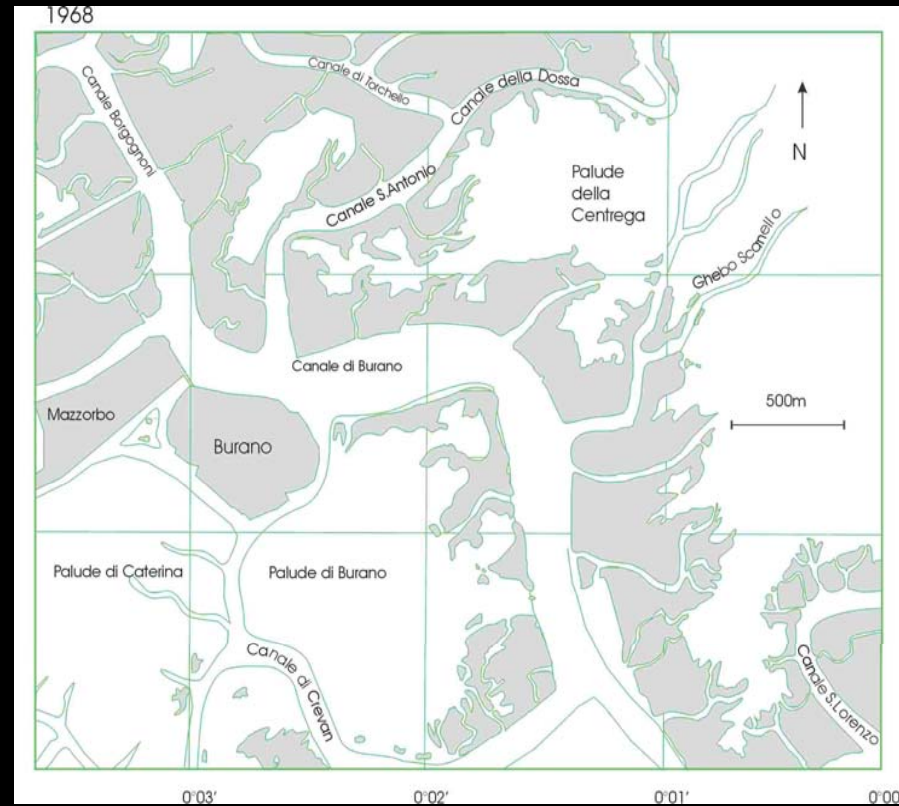 1968
Canale di Torchello
Canale della Dossa
Canale Borgognoni
N
Palude
della
Centrega
Canale S.Antonio
Ghebo Scanello
Canale di Burano
500m
Mazzorbo
Burano
Palude di Caterina
Palude di Burano
Canale di Crevan
Canale S.Lorenzo
0°03'
0°02'
0°01'
0°00